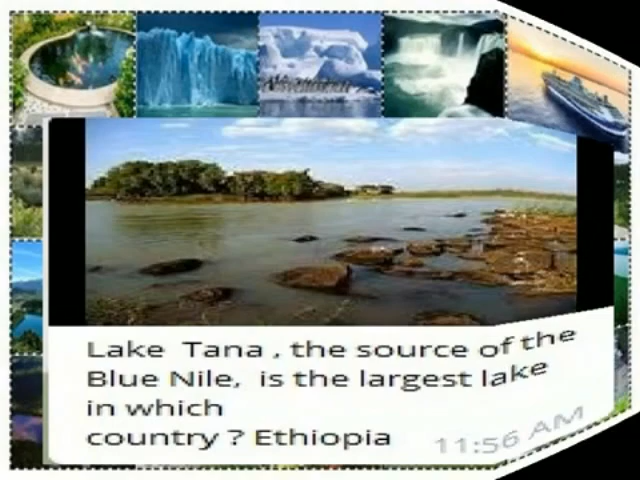 Lake Tana , the source of the
Blue Nile, is the largest lake
in which
country ? Ethiopia
11:56 AM